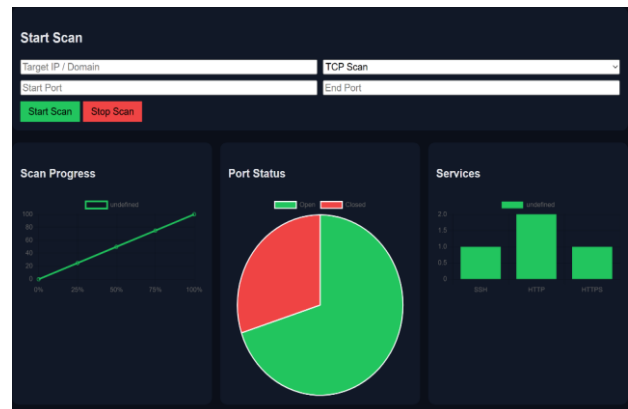 Start Scan
Target IP / Domain
TCP Scan
Start Port
End Port
Start Scan
Stop Scan
Scan Progress
undefined
100
80
60
40
20
0
0% 25% 50% 75% 100%
Port Status
Open Closed
Services
undefined
2.0
1.5
1.0
0.5
0
SSH HTTP HTTPS